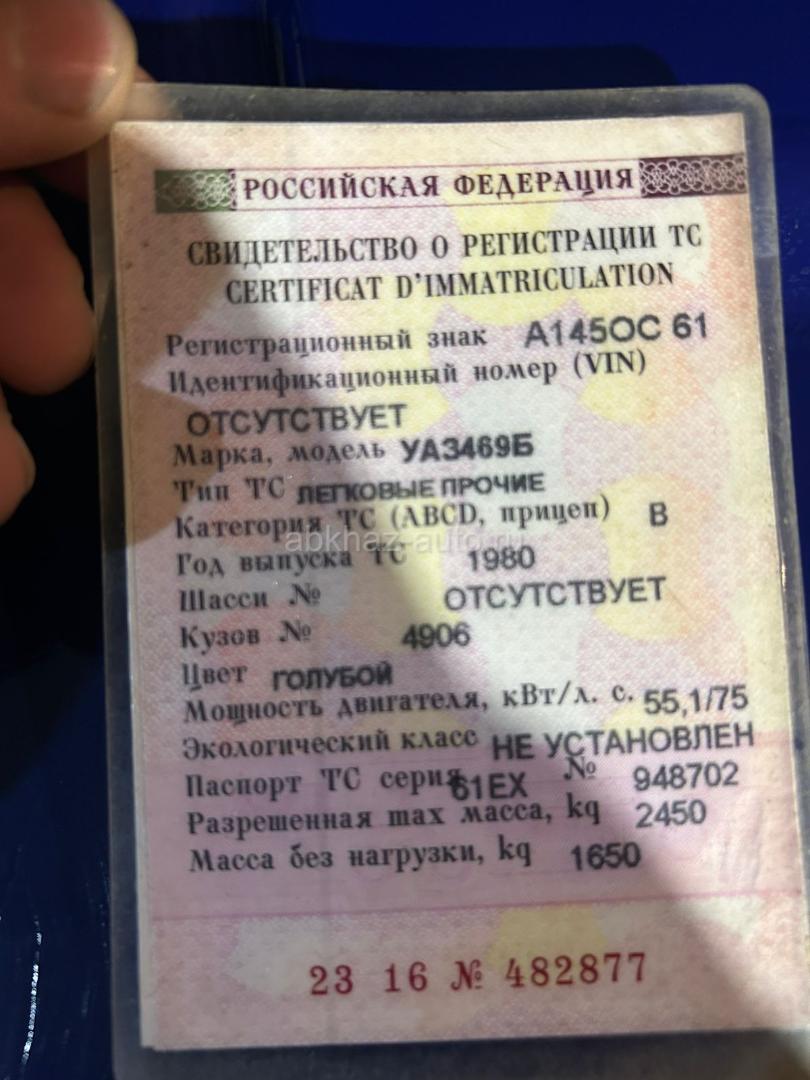 РОССИЙСКАЯ ФЕДЕРАЦИЯ
СВИДЕТЕЛЬСТВО О РЕГИСТРАЦИИ ТС
CERTIFICAT D'IMMATRICULATION
Регистрационный знак А145ОС 61
Идентификационный номер (VIN)
ОТСУТСТВУЕТ
Марка, модель УАЗ469Б
Тип ТС ЛЕГКОВЫЕ ПРОЧИЕ
Категория ТС (ABCD, прицеп) В
abkhaz-auto.ru
Год выпуска ТС 1980
Шасси № ОТСУТСТВУЕТ
Кузов № 4906
Цвет ГОЛУБОЙ
Мощность двигателя, кВт/л. с. 55,1/75
Экологический класс НЕ УСТАНОВЛЕН
Паспорт ТС серия 61ЕХ № 948702
Разрешенная max масса, kg 2450
Масса без нагрузки, kg 1650
23 16 № 482877